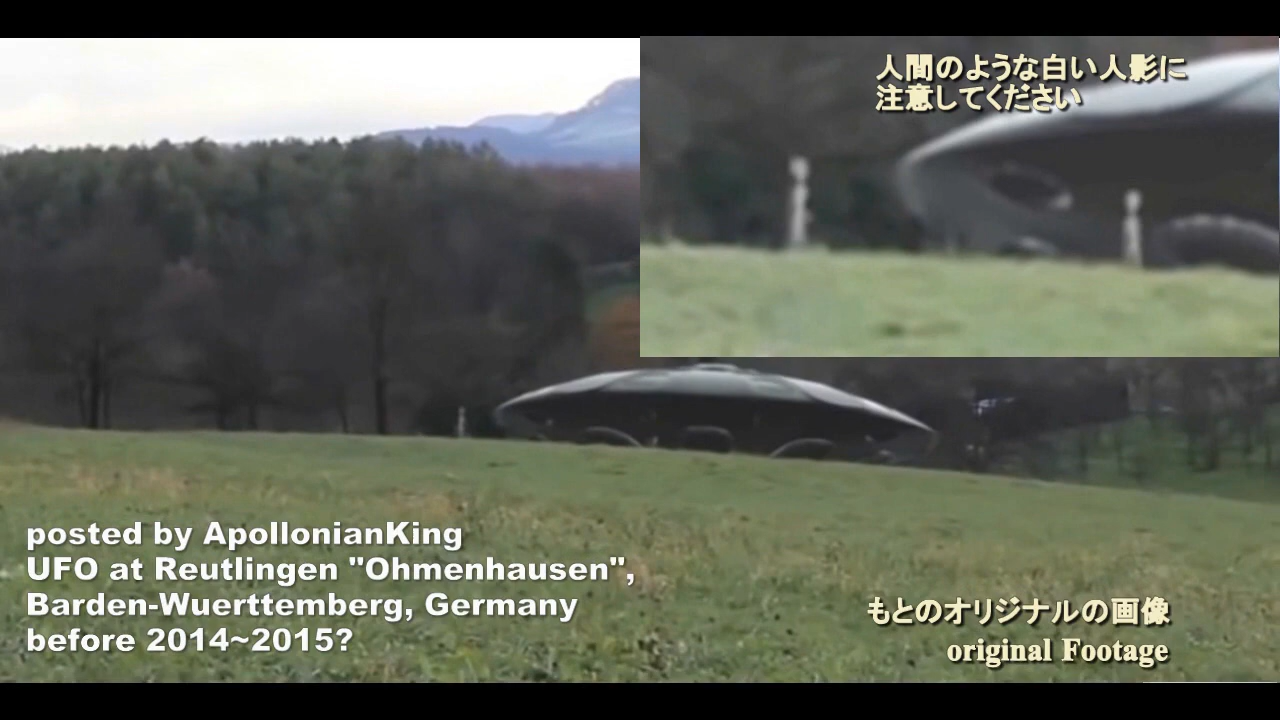 人間のような白い人影に
注意してください
posted by ApollonianKing
UFO at Reutlingen "Ohmenhausen",
Barden-Wuerttemberg, Germany
before 2014~2015?
もとのオリジナルの画像
original Footage